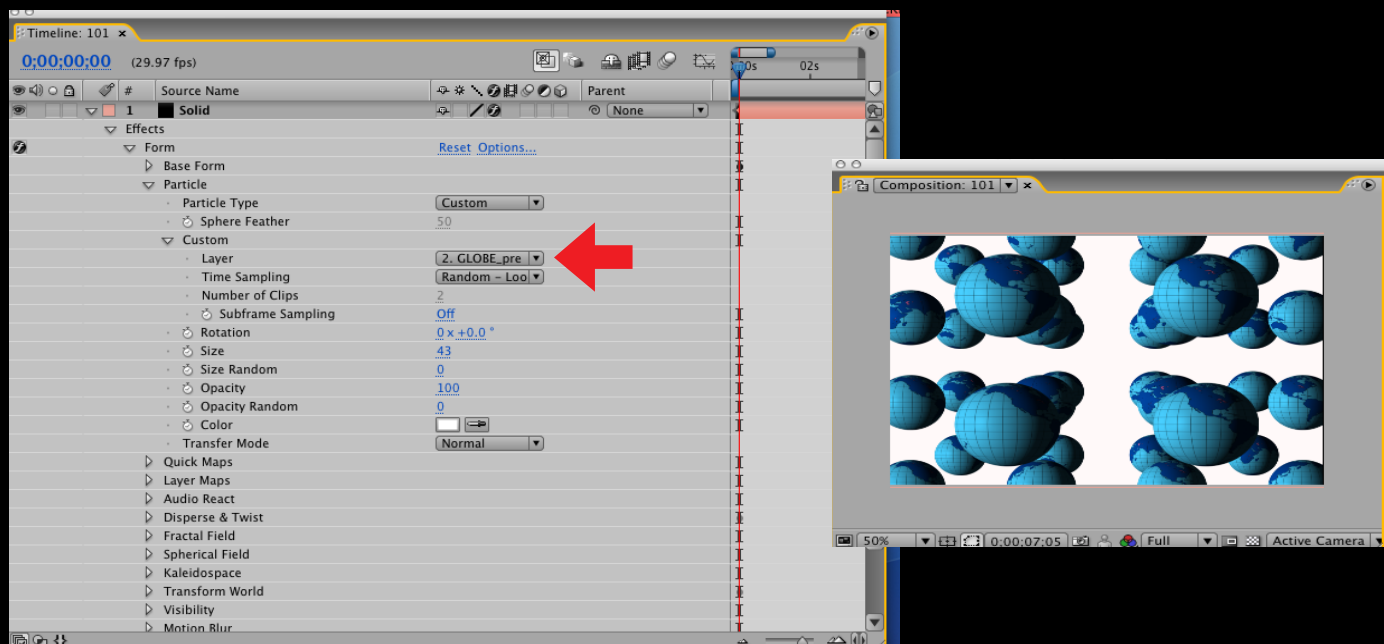 Timeline: 101
0;00;00;00 (29.97 fps)
00s 02s
# Source Name Parent
1 Solid None
Effects
Form Reset Options...
Base Form
Particle
Particle Type Custom
Sphere Feather 50
Custom
Layer 2. GLOBE_pre
Time Sampling Random - Loo
Number of Clips 2
Subframe Sampling Off
Rotation 0 x +0.0 °
Size 43
Size Random 0
Opacity 100
Opacity Random 0
Color
Transfer Mode Normal
Quick Maps
Layer Maps
Audio React
Disperse & Twist
Fractal Field
Spherical Field
Kaleidospace
Transform World
Visibility
Motion Blur
Composition: 101
50% 0;00;07;05 Full Active Camera